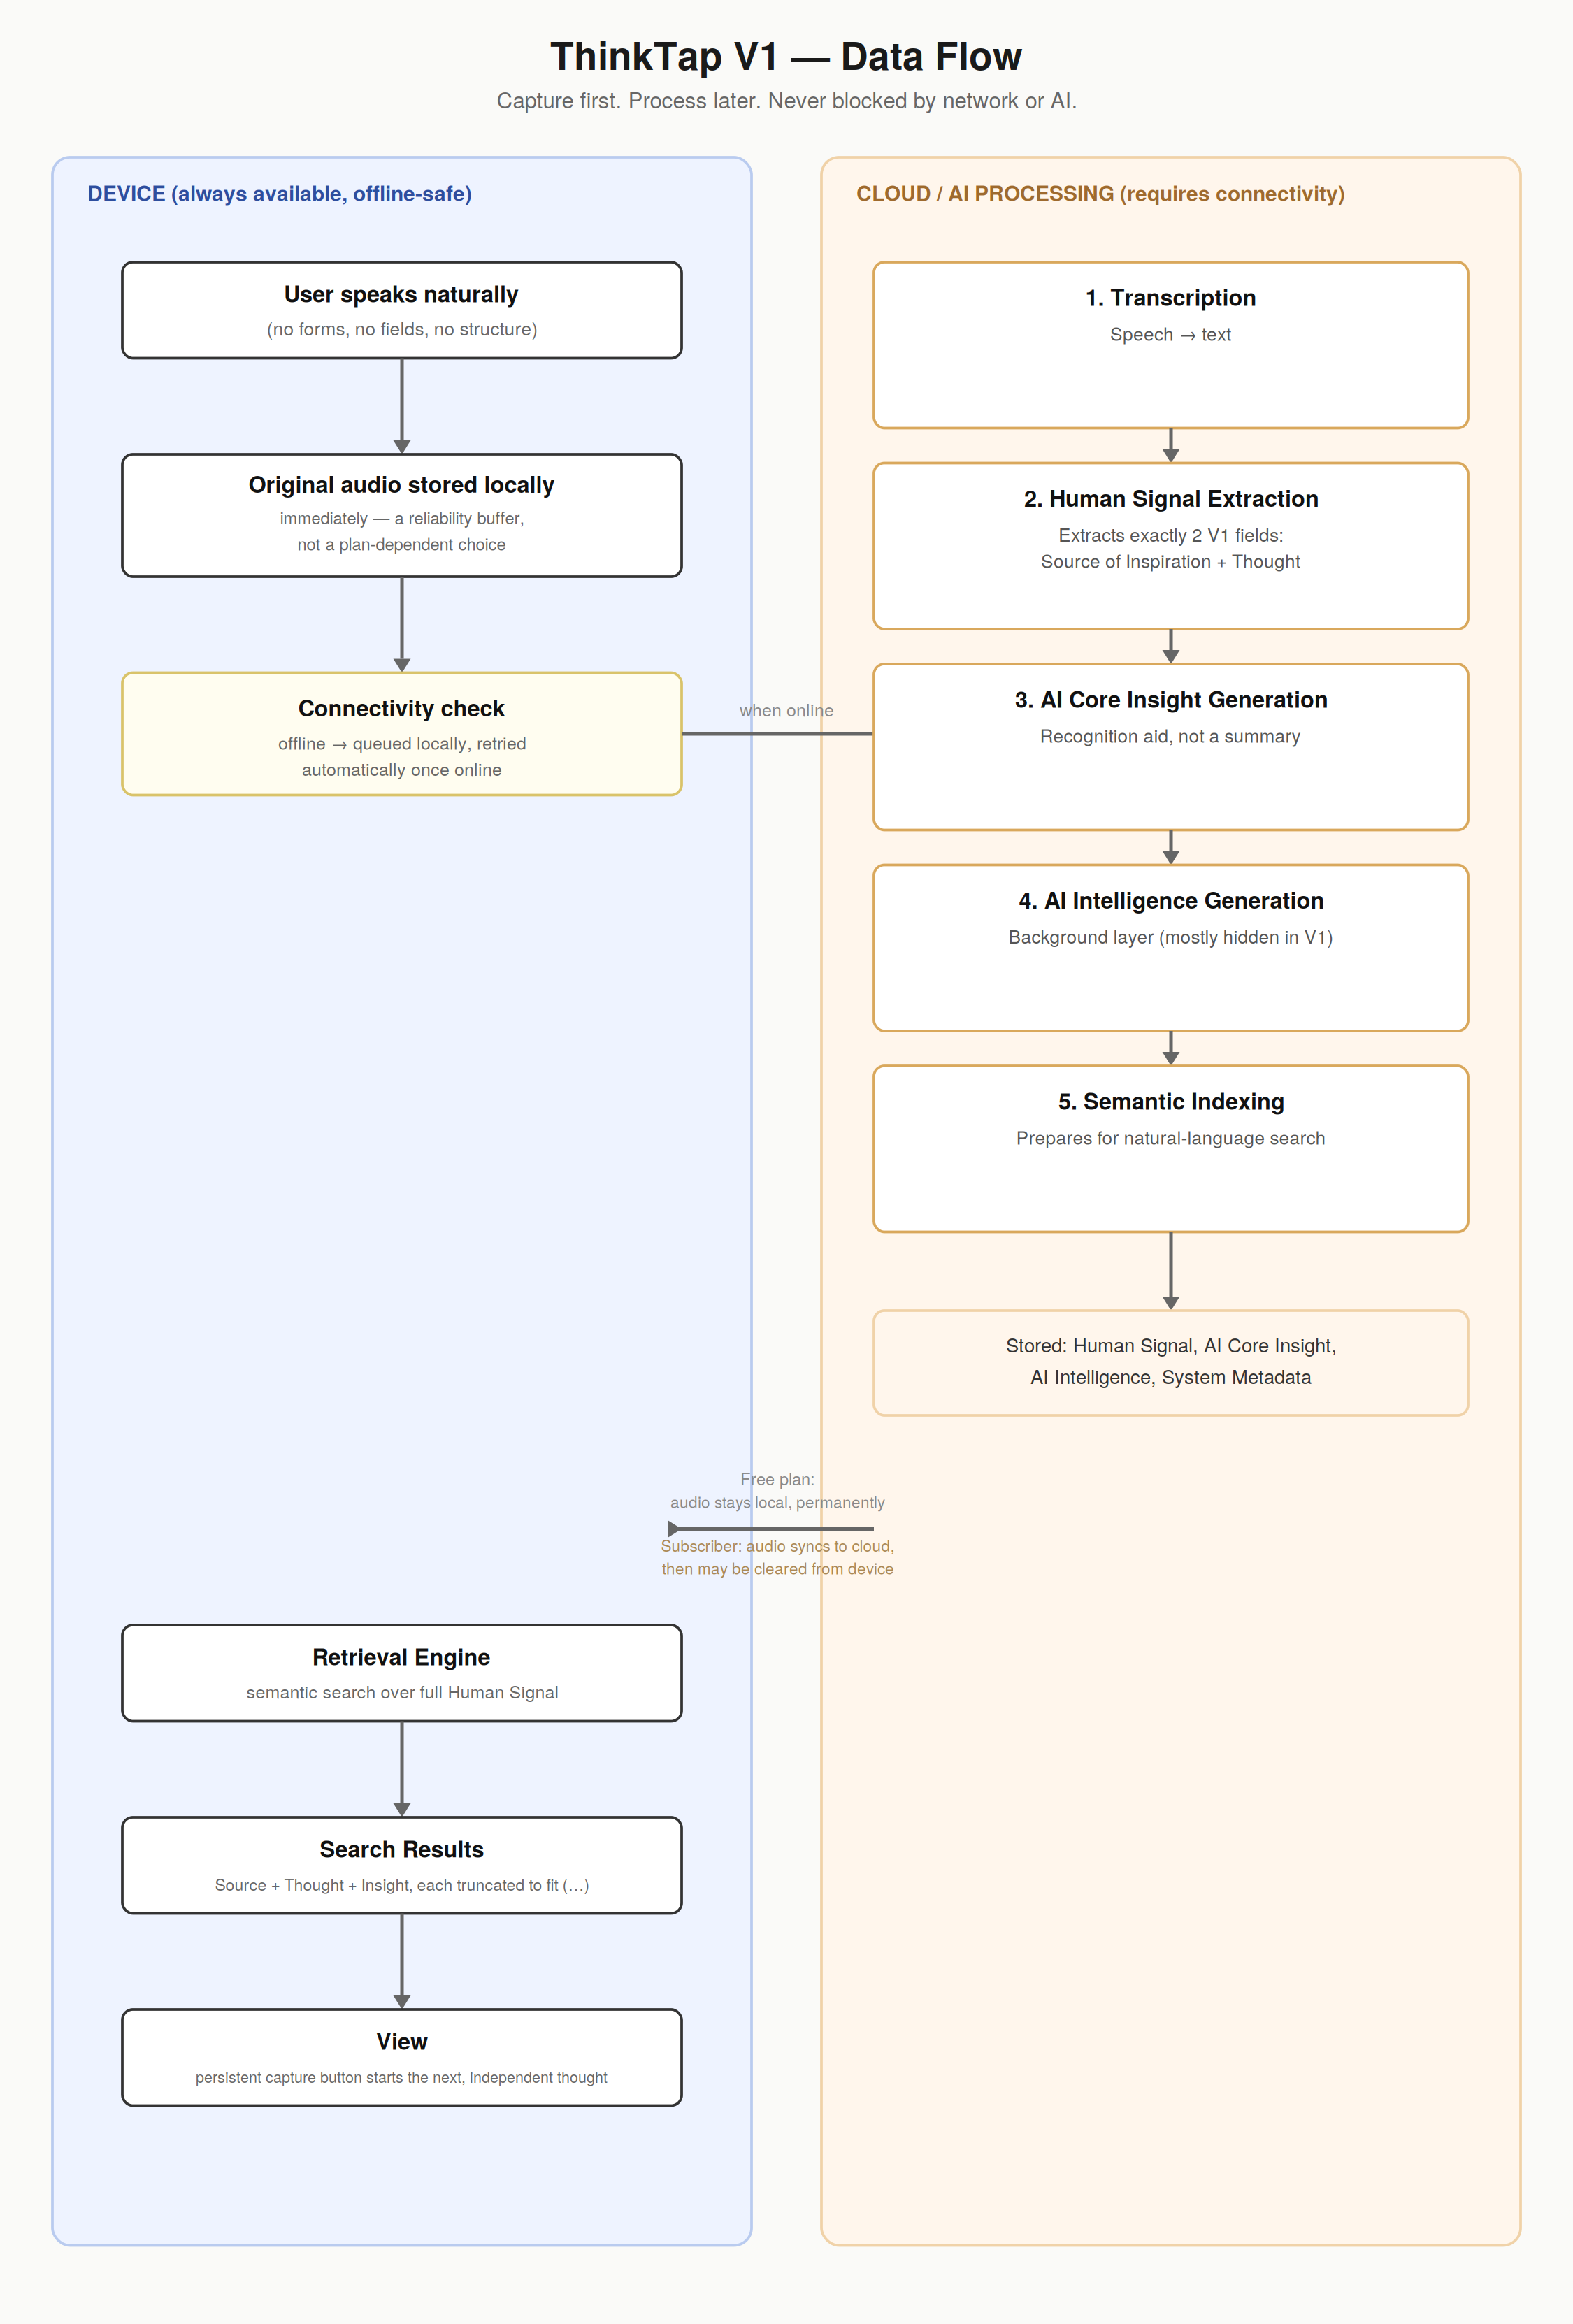 ThinkTap V1 — Data Flow
Capture first. Process later. Never blocked by network or AI.
DEVICE (always available, offline-safe)
User speaks naturally
(no forms, no fields, no structure)
Original audio stored locally
immediately — a reliability buffer,
not a plan-dependent choice
Connectivity check
offline → queued locally, retried
automatically once online
when online
CLOUD / AI PROCESSING (requires connectivity)
1. Transcription
Speech → text
2. Human Signal Extraction
Extracts exactly 2 V1 fields:
Source of Inspiration + Thought
3. AI Core Insight Generation
Recognition aid, not a summary
4. AI Intelligence Generation
Background layer (mostly hidden in V1)
5. Semantic Indexing
Prepares for natural-language search
Stored: Human Signal, AI Core Insight,
AI Intelligence, System Metadata
Free plan:
audio stays local, permanently
Subscriber: audio syncs to cloud,
then may be cleared from device
Retrieval Engine
semantic search over full Human Signal
Search Results
Source + Thought + Insight, each truncated to fit (…)
View
persistent capture button starts the next, independent thought